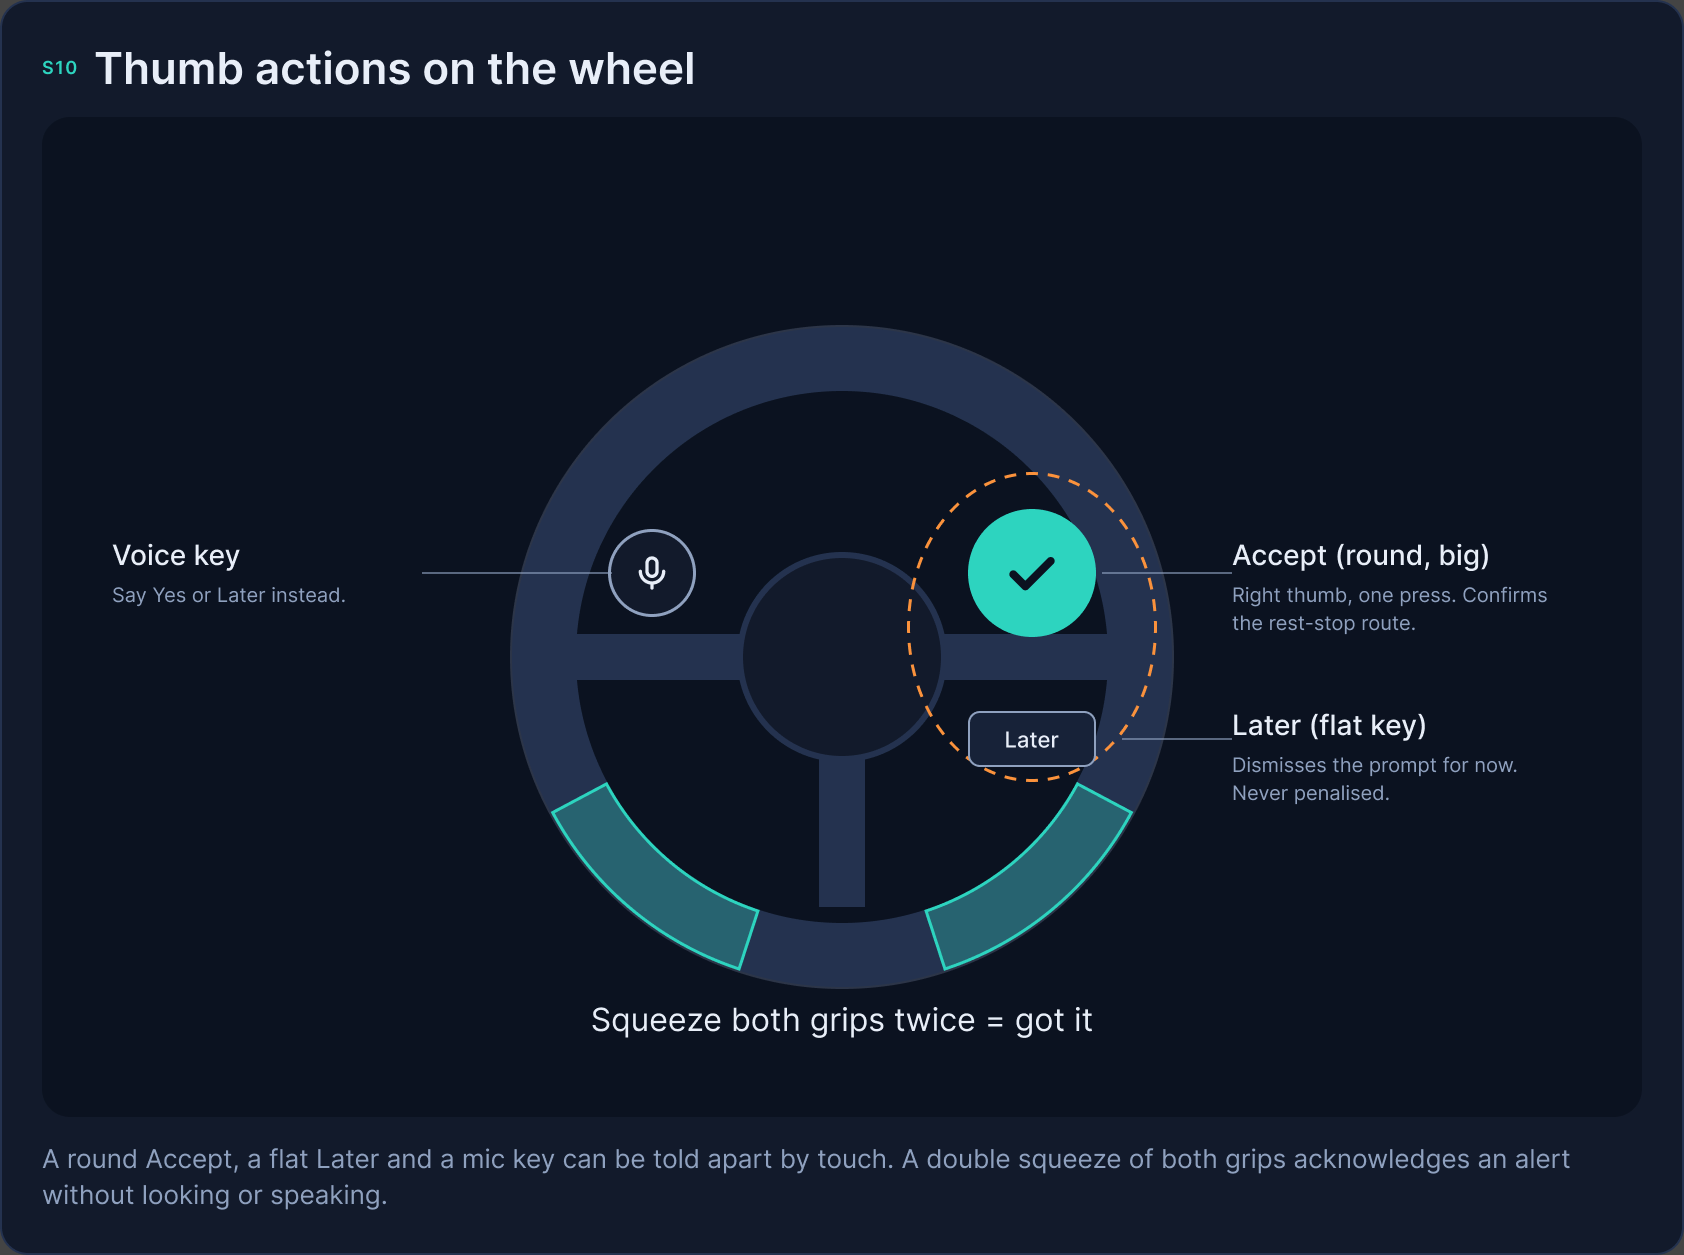 S10 Thumb actions on the wheel
Voice key
Say Yes or Later instead.
Accept (round, big)
Right thumb, one press. Confirms
the rest-stop route.
Later
Later (flat key)
Dismisses the prompt for now.
Never penalised.
Squeeze both grips twice = got it
A round Accept, a flat Later and a mic key can be told apart by touch. A double squeeze of both grips acknowledges an alert
without looking or speaking.